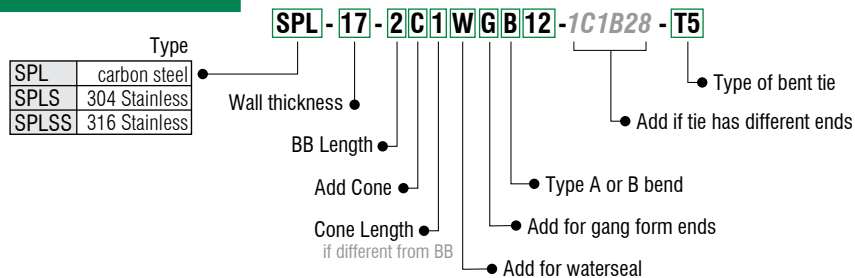 SPL - 17 - 2 C 1 W G B 12 -1C1B28 - T5
Type
SPL carbon steel
SPLS 304 Stainless
SPLSS 316 Stainless
Wall thickness
BB Length
Add Cone
Cone Length
if different from BB
Type of bent tie
Add if tie has different ends
Type A or B bend
Add for gang form ends
Add for waterseal